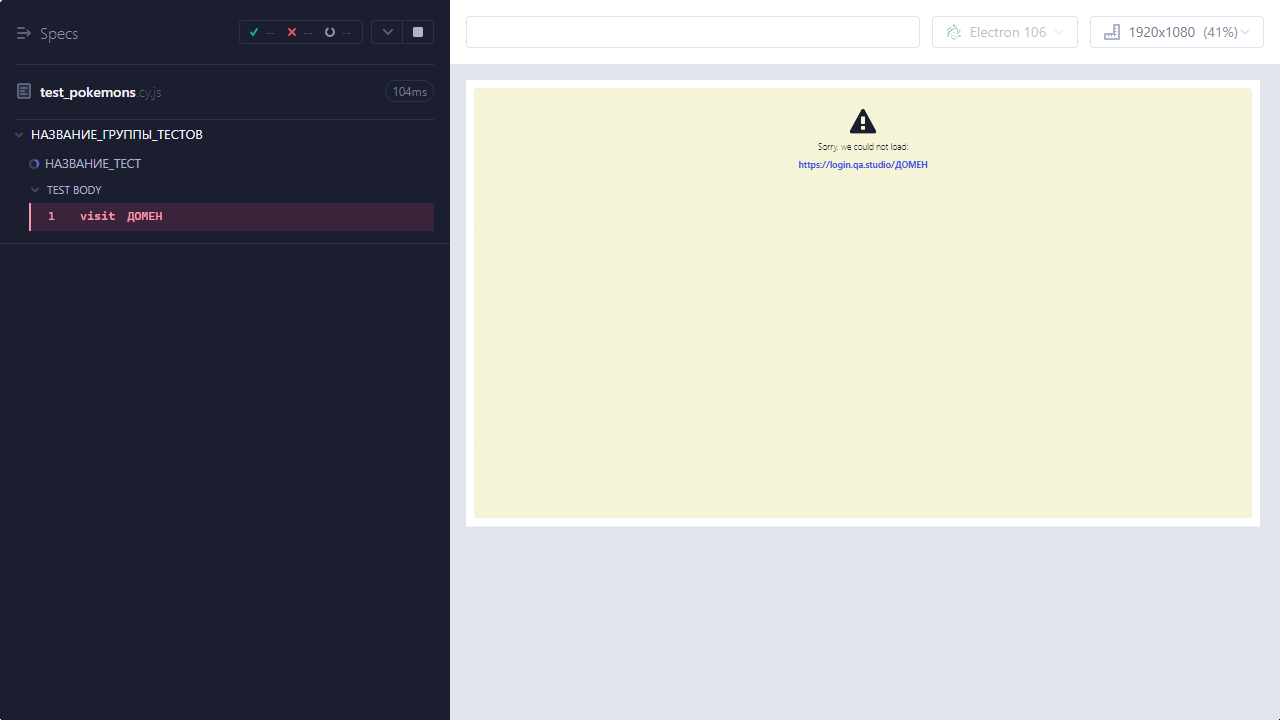 Specs
-- -- --
test_pokemons.cy.js 104ms
НАЗВАНИЕ_ГРУППЫ_ТЕСТОВ
НАЗВАНИЕ_ТЕСТ
TEST BODY
1 visit ДОМЕН
Electron 106
1920x1080 (41%)
Sorry, we could not load:
https://login.qa.studio/ДОМЕН